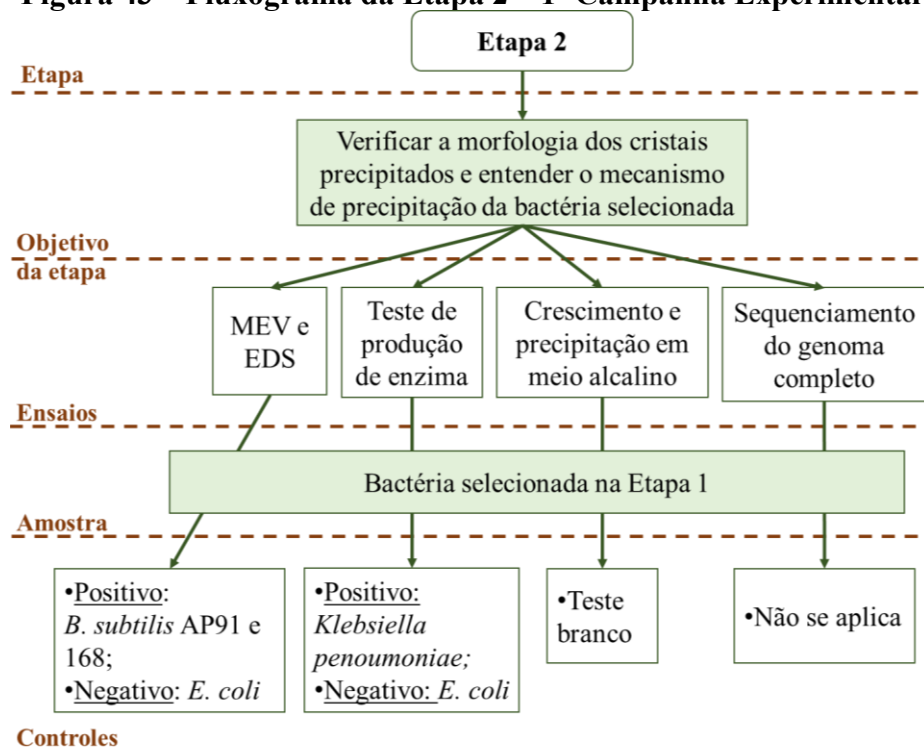 Figura 43 – Fluxograma da Etapa 2 – 1ª Campanha Experimental
Etapa 2
Etapa
Verificar a morfologia dos cristais
precipitados e entender o mecanismo
de precipitação da bactéria selecionada
Objetivo
da etapa
MEV e
EDS
Teste de
produção
de enzima
Crescimento e
precipitação em
meio alcalino
Sequenciamento
do genoma
completo
Ensaios
Bactéria selecionada na Etapa 1
Amostra
•Positivo:
B. subtilis AP91 e
168;
•Negativo: E. coli
•Positivo:
Klebsiella
penoumoniae;
•Negativo: E. coli
•Teste
branco
•Não se aplica
Controles